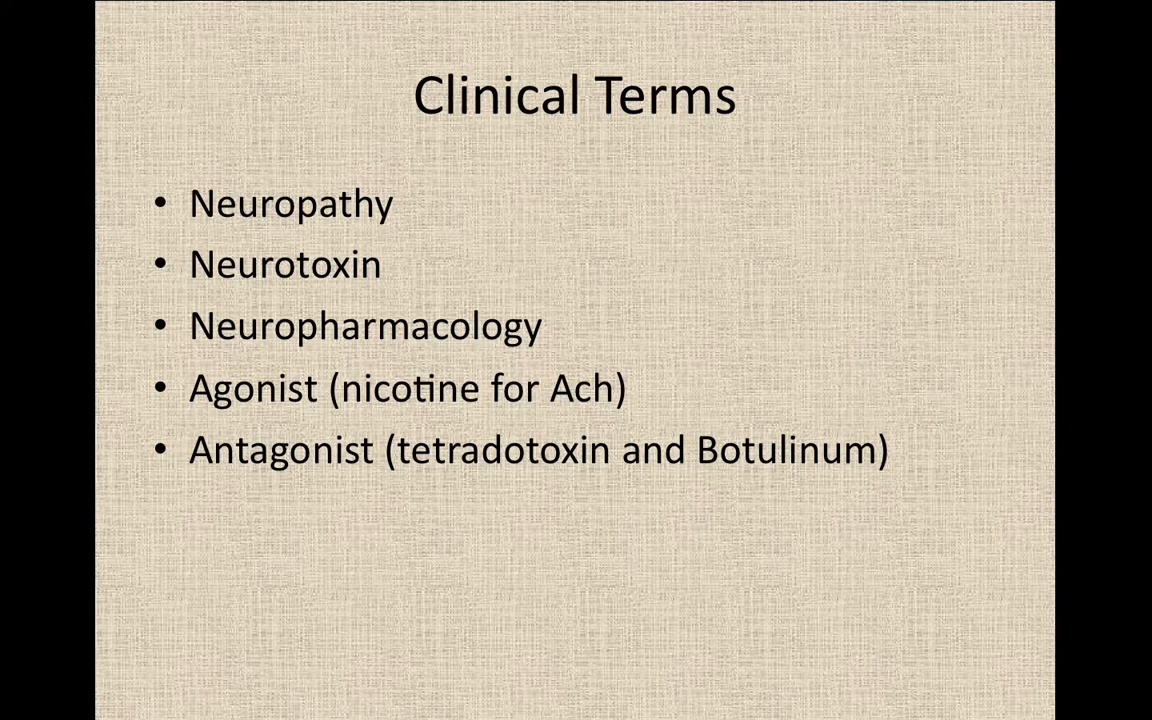 Clinical Terms
• Neuropathy
• Neurotoxin
• Neuropharmacology
• Agonist (nicotine for Ach)
• Antagonist (tetradotoxin and Botulinum)